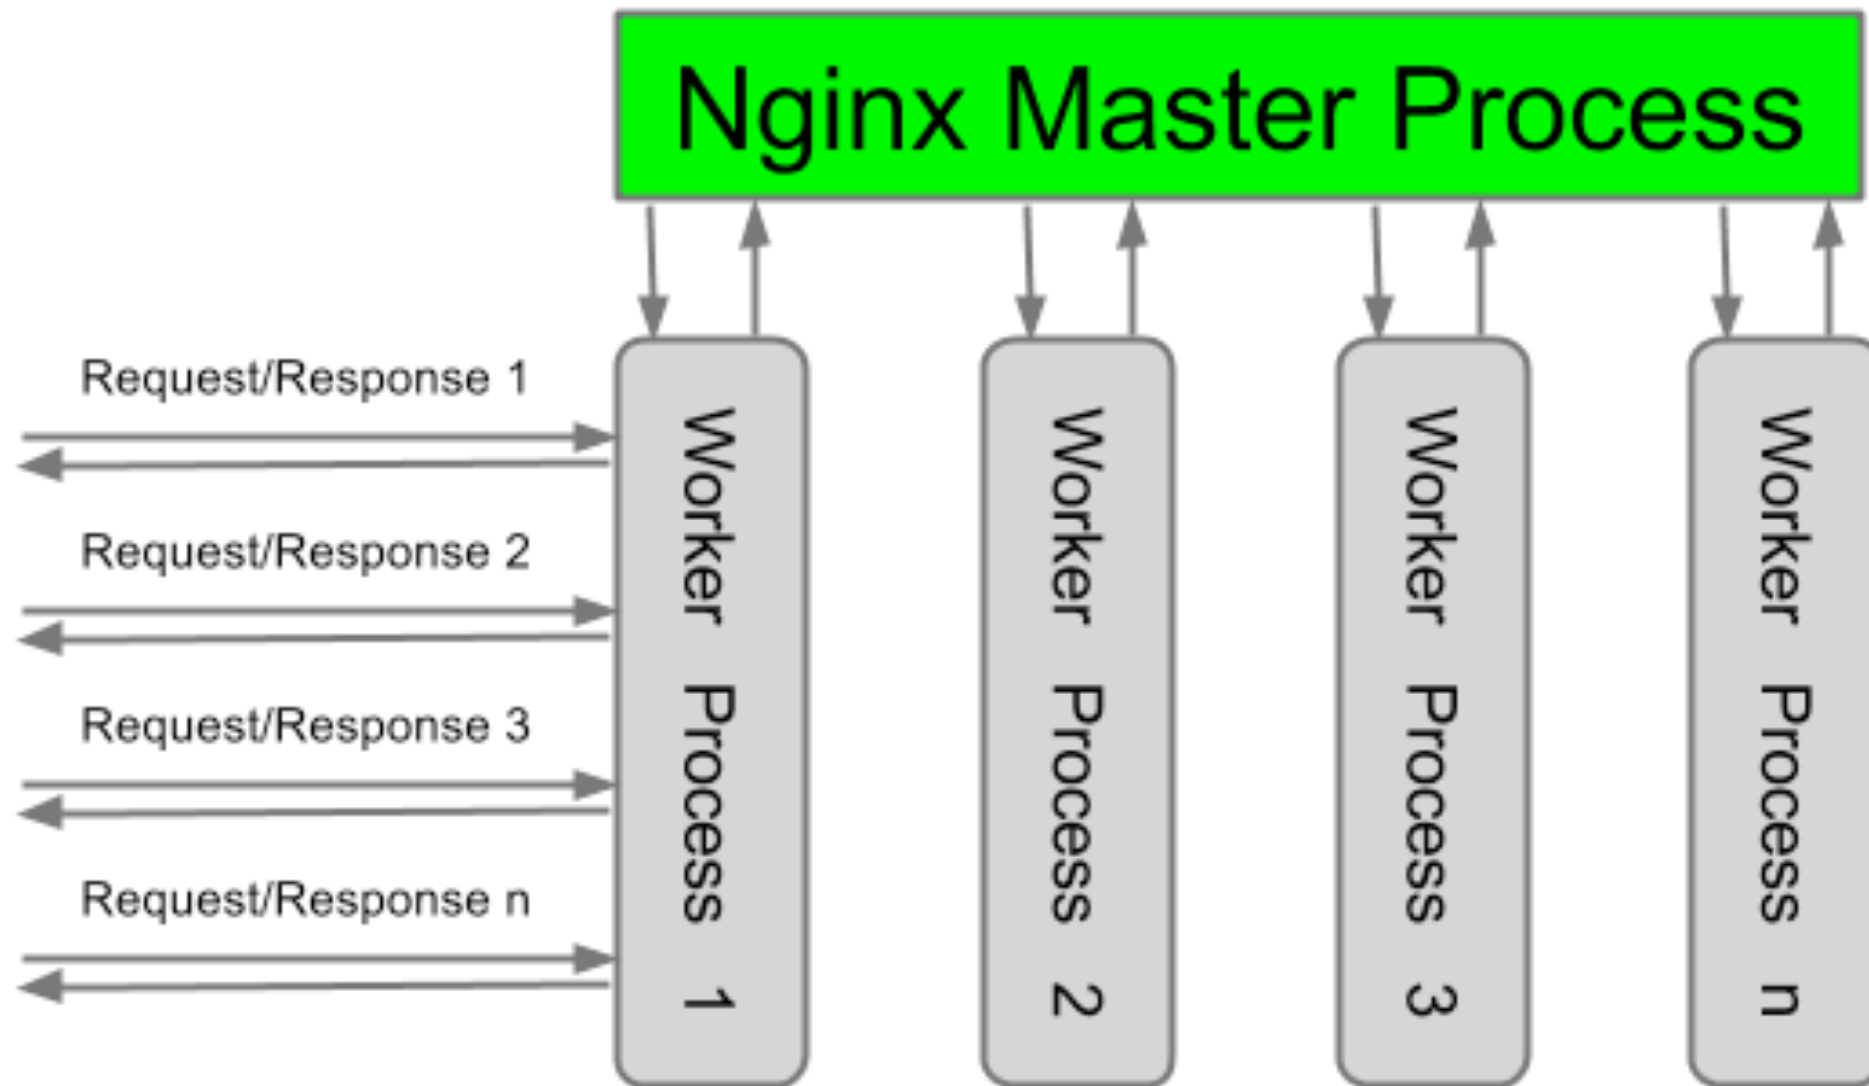 Nginx Master Process
Request/Response 1
Request/Response 2
Request/Response 3
Request/Response n
Worker Process 1
Worker Process 2
Worker Process 3
Worker Process n